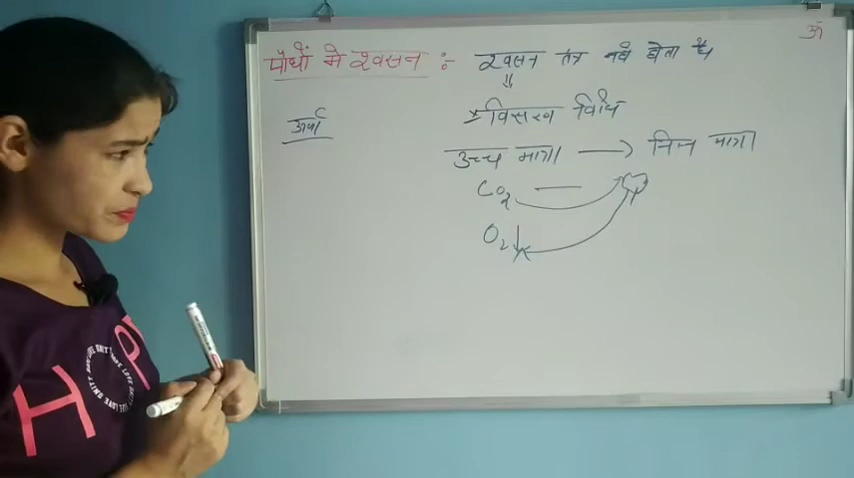 ॐ
पौधों में श्वसन :- श्वसन तंत्र नहीं होता है
ऊर्जा
* विसरण विधि
उच्च मात्रा → निम्न मात्रा
CO₂
O₂ ↓
H